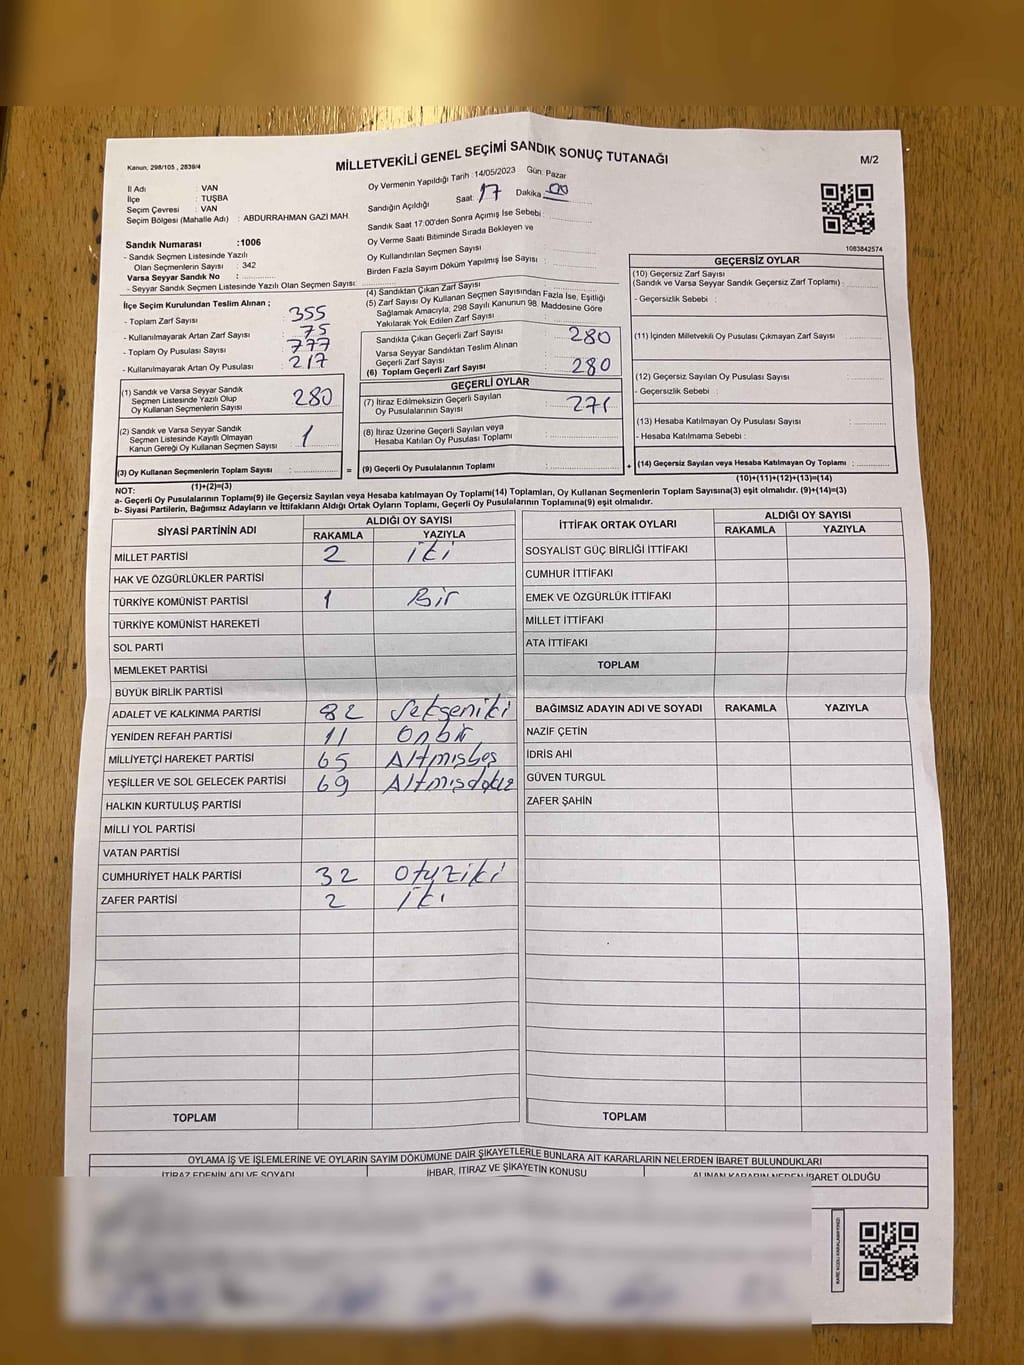 Kanun, 298/105 , 2839/4
MİLLETVEKİLİ GENEL SEÇİMİ SANDIK SONUÇ TUTANAĞI
M/2
İl Adı : VAN
İlçe : TUŞBA
Seçim Çevresi : VAN
Seçim Bölgesi (Mahalle Adı) : ABDURRAHMAN GAZİ MAH.
Sandık Numarası :1006
- Sandık Seçmen Listesinde Yazılı
Olan Seçmenlerin Sayısı : 342
Varsa Seyyar Sandık No :
- Seyyar Sandık Seçmen Listesinde Yazılı Olan Seçmen Sayısı:
Oy Vermenin Yapıldığı Tarih :14/05/2023 Gün: Pazar
Sandığın Açıldığı Saat: 17 Dakika: 00
Sandık Saat 17:00'den Sonra Açımış İse Sebebi :
Oy Verme Saati Bitiminde Sırada Bekleyen ve
Oy Kullandırılan Seçmen Sayısı :
Birden Fazla Sayım Döküm Yapılmış İse Sayısı :
1083842574
İlçe Seçim Kurulundan Teslim Alınan ;
- Toplam Zarf Sayısı : 355
- Kullanılmayarak Artan Zarf Sayısı : 75
- Toplam Oy Pusulası Sayısı : 777
- Kullanılmayarak Artan Oy Pusulası : 217
(1) Sandık ve Varsa Seyyar Sandık
Seçmen Listesinde Yazılı Olup
Oy Kullanan Seçmenlerin Sayısı : 280
(2) Sandık ve Varsa Seyyar Sandık
Seçmen Listesinde Kayıtlı Olmayan
Kanun Gereği Oy Kullanan Seçmen Sayısı : 1
(3) Oy Kullanan Seçmenlerin Toplam Sayısı :
(1)+(2)=(3)
(4) Sandıktan Çıkan Zarf Sayısı :
(5) Zarf Sayısı Oy Kullanan Seçmen Sayısından Fazla İse, Eşitliği
Sağlamak Amacıyla, 298 Sayılı Kanunun 98. Maddesine Göre
Yakılarak Yok Edilen Zarf Sayısı :
Sandıkta Çıkan Geçerli Zarf Sayısı : 280
Varsa Seyyar Sandıktan Teslim Alınan
Geçerli Zarf Sayısı :
(6) Toplam Geçerli Zarf Sayısı : 280
GEÇERLİ OYLAR
(7) İtiraz Edilmeksizin Geçerli Sayılan
Oy Pusulalarının Sayısı : 271
(8) İtiraz Üzerine Geçerli Sayılan veya
Hesaba Katılan Oy Pusulası Toplamı :
= (9) Geçerli Oy Pusulalarının Toplamı :
GEÇERSİZ OYLAR
(10) Geçersiz Zarf Sayısı
(Sandık ve Varsa Seyyar Sandık Geçersiz Zarf Toplamı) :
- Geçersizlik Sebebi :
(11) İçinden Milletvekili Oy Pusulası Çıkmayan Zarf Sayısı :
(12) Geçersiz Sayılan Oy Pusulası Sayısı :
- Geçersizlik Sebebi :
(13) Hesaba Katılmayan Oy Pusulası Sayısı :
- Hesaba Katılmama Sebebi :
+ (14) Geçersiz Sayılan veya Hesaba Katılmayan Oy Toplamı :
(10)+(11)+(12)+(13)=(14)
NOT:
a- Geçerli Oy Pusulalarının Toplamı(9) ile Geçersiz Sayılan veya Hesaba katılmayan Oy Toplamı(14) Toplamları, Oy Kullanan Seçmenlerin Toplam Sayısına(3) eşit olmalıdır. (9)+(14)=(3)
b- Siyasi Partilerin, Bağımsız Adayların ve İttifakların Aldığı Ortak Oyların Toplamı, Geçerli Oy Pusulalarının Toplamına(9) eşit olmalıdır.
SİYASİ PARTİNİN ADI ALDIĞI OY SAYISI
RAKAMLA YAZIYLA
MİLLET PARTİSİ 2 iki
HAK VE ÖZGÜRLÜKLER PARTİSİ
TÜRKİYE KOMÜNİST PARTİSİ 1 Bir
TÜRKİYE KOMÜNİST HAREKETİ
SOL PARTİ
MEMLEKET PARTİSİ
BÜYÜK BİRLİK PARTİSİ
ADALET VE KALKINMA PARTİSİ 82 Sekseniki
YENİDEN REFAH PARTİSİ 11 Onbir
MİLLİYETÇİ HAREKET PARTİSİ 65 Altmışbeş
YEŞİLLER VE SOL GELECEK PARTİSİ 69 Altmışdokuz
HALKIN KURTULUŞ PARTİSİ
MİLLİ YOL PARTİSİ
VATAN PARTİSİ
CUMHURİYET HALK PARTİSİ 32 Otuziki
ZAFER PARTİSİ 2 İki
TOPLAM
İTTİFAK ORTAK OYLARI ALDIĞI OY SAYISI
RAKAMLA YAZIYLA
SOSYALİST GÜÇ BİRLİĞİ İTTİFAKI
CUMHUR İTTİFAKI
EMEK VE ÖZGÜRLÜK İTTİFAKI
MİLLET İTTİFAKI
ATA İTTİFAKI
TOPLAM
BAĞIMSIZ ADAYIN ADI VE SOYADI RAKAMLA YAZIYLA
NAZİF ÇETİN
İDRİS AHİ
GÜVEN TURGUL
ZAFER ŞAHİN
TOPLAM
OYLAMA İŞ VE İŞLEMLERİNE VE OYLARIN SAYIM DÖKÜMÜNE DAİR ŞİKAYETLERLE BUNLARA AİT KARARLARIN NELERDEN İBARET BULUNDUKLARI
İTİRAZ EDENİN ADI VE SOYADI İHBAR, İTİRAZ VE ŞİKAYETİN KONUSU ALINAN KARARIN NEDEN İBARET OLDUĞU
KARE KODU KARALAMAYINIZ!